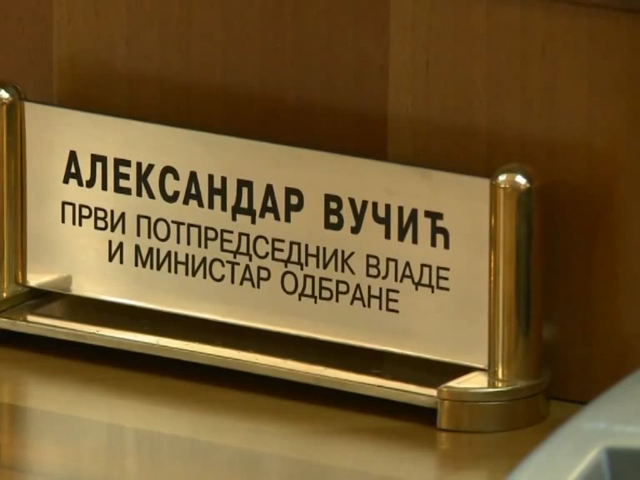 АЛЕКСАНДАР ВУЧИЋ
ПРВИ ПОТПРЕДСЕДНИК ВЛАДЕ
И МИНИСТАР ОДБРАНЕ